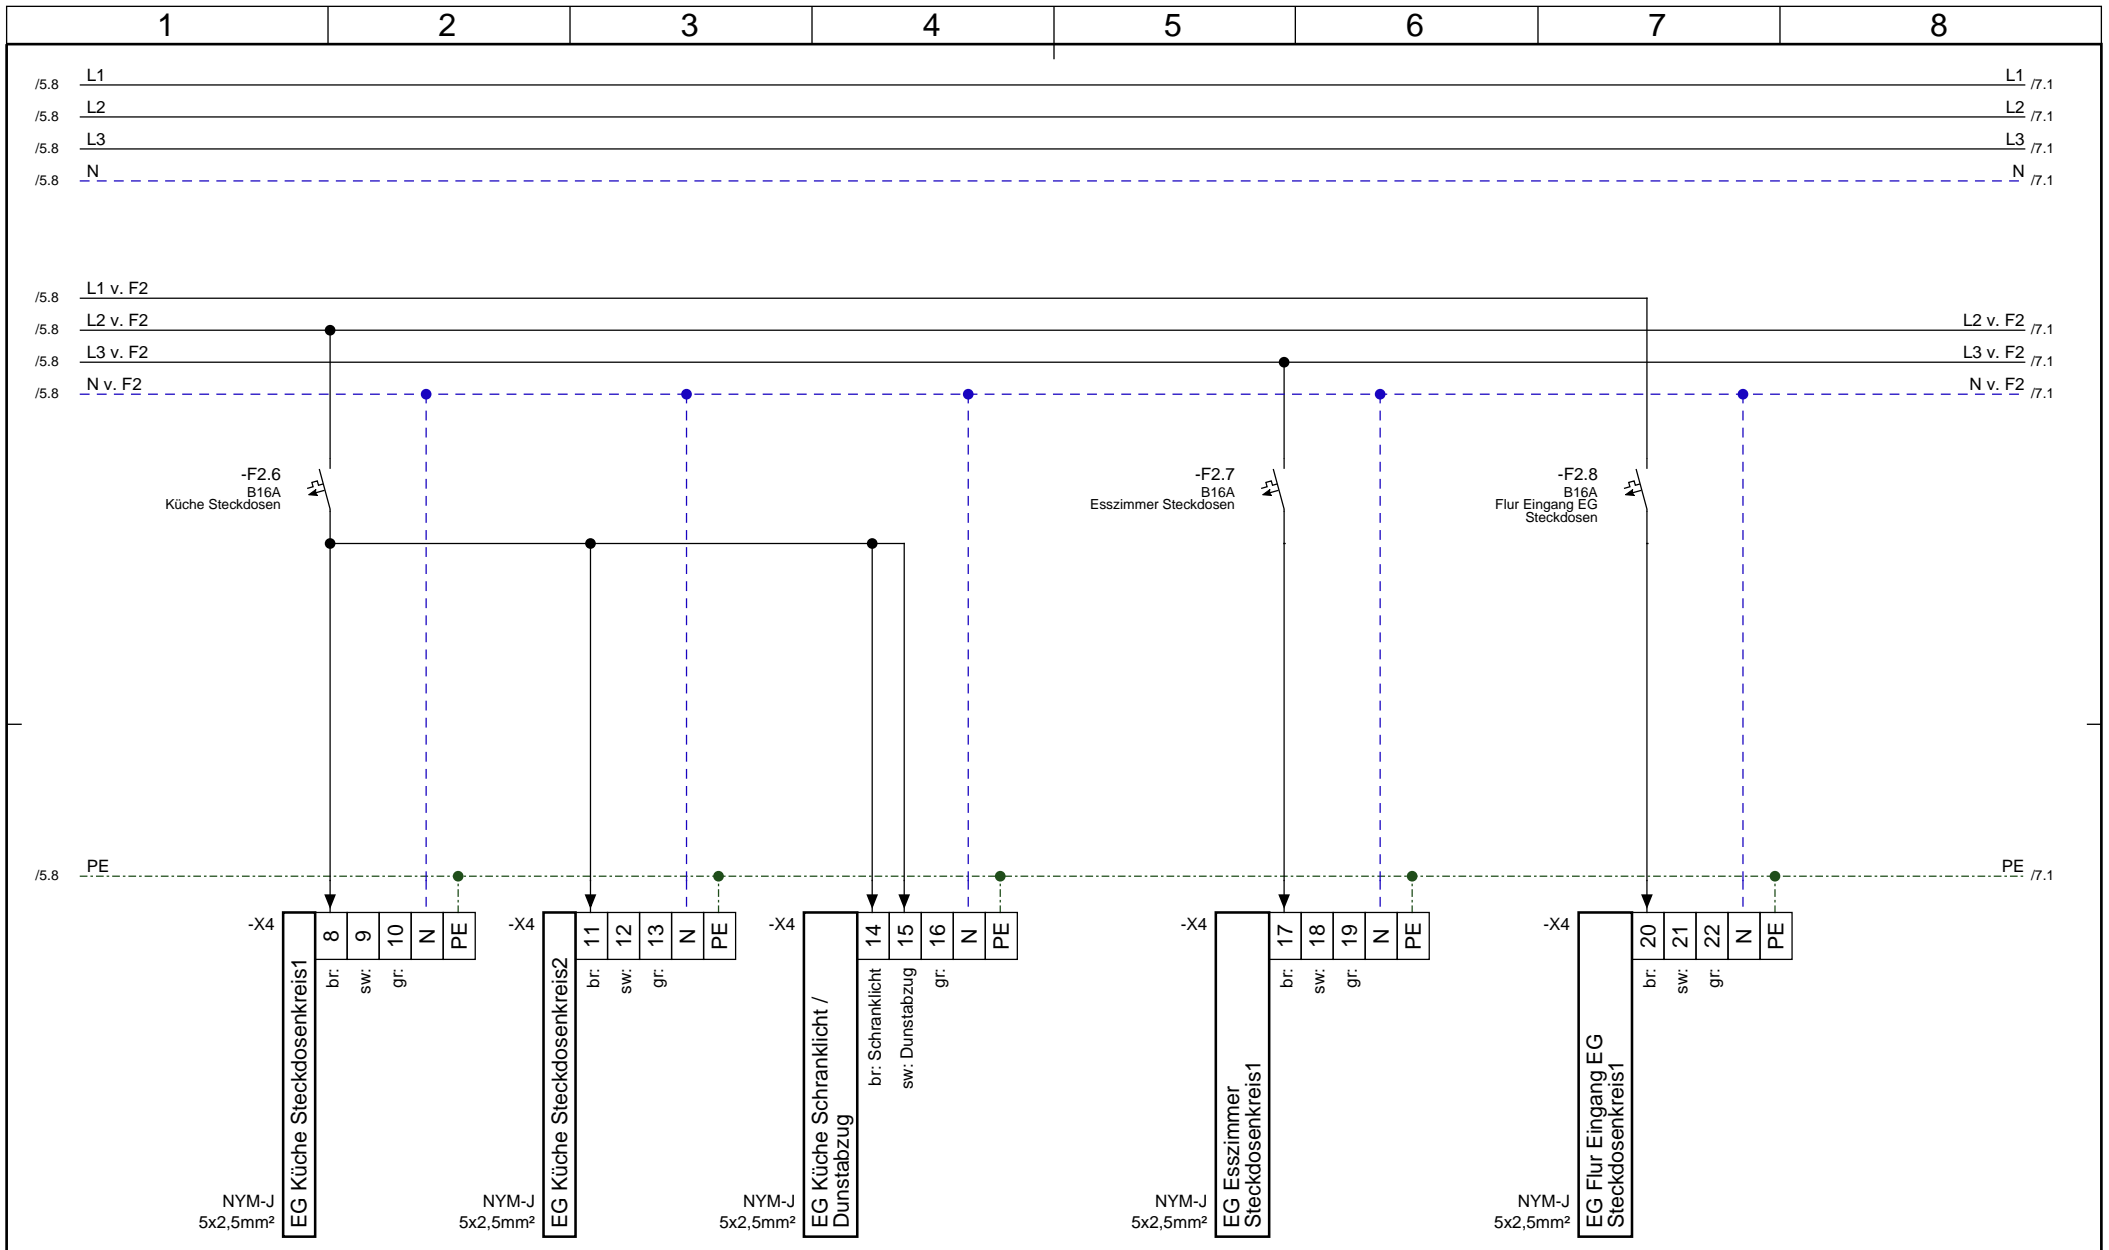 1 2 3 4 5 6 7 8
/5.8 L1 L1 /7.1
/5.8 L2 L2 /7.1
/5.8 L3 L3 /7.1
/5.8 N N /7.1
/5.8 L1 v. F2
/5.8 L2 v. F2 L2 v. F2 /7.1
/5.8 L3 v. F2 L3 v. F2 /7.1
/5.8 N v. F2 N v. F2 /7.1
-F2.6
B16A
Küche Steckdosen
-F2.7
B16A
Esszimmer Steckdosen
-F2.8
B16A
Flur Eingang EG
Steckdosen
/5.8 PE PE /7.1
-X4
EG Küche Steckdosenkreis1
8 9 10 N PE
br:
sw:
gr:
NYM-J
5x2,5mm²
-X4
EG Küche Steckdosenkreis2
11 12 13 N PE
br:
sw:
gr:
NYM-J
5x2,5mm²
-X4
EG Küche Schranklicht /
Dunstabzug
14 15 16 N PE
br: Schranklicht
sw: Dunstabzug
gr:
NYM-J
5x2,5mm²
-X4
EG Esszimmer
Steckdosenkreis1
17 18 19 N PE
br:
sw:
gr:
NYM-J
5x2,5mm²
-X4
EG Flur Eingang EG
Steckdosenkreis1
20 21 22 N PE
br:
sw:
gr:
NYM-J
5x2,5mm²